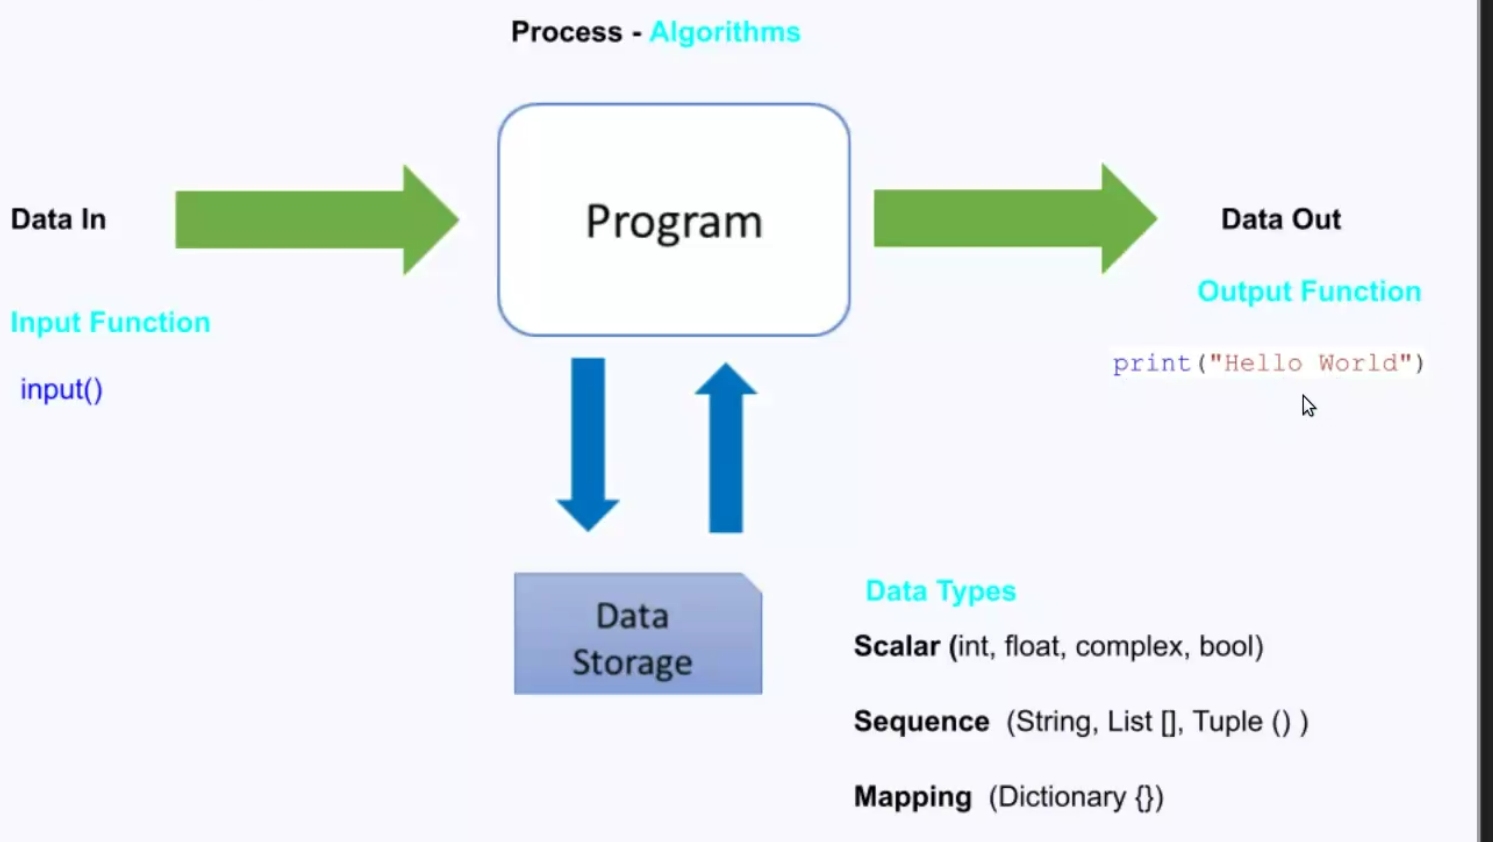 Process - Algorithms
Program
Data In
Data Out
Input Function
Output Function
input()
print("Hello World")
Data
Storage
Data Types
Scalar (int, float, complex, bool)
Sequence (String, List [], Tuple () )
Mapping (Dictionary {})